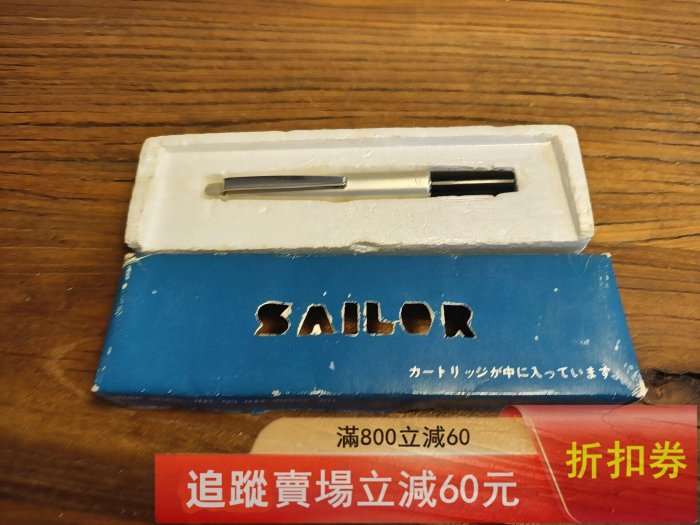 SAILOR
カートリッジが中に入っています。
滿800立減60
追蹤賣場立減60元
折扣券